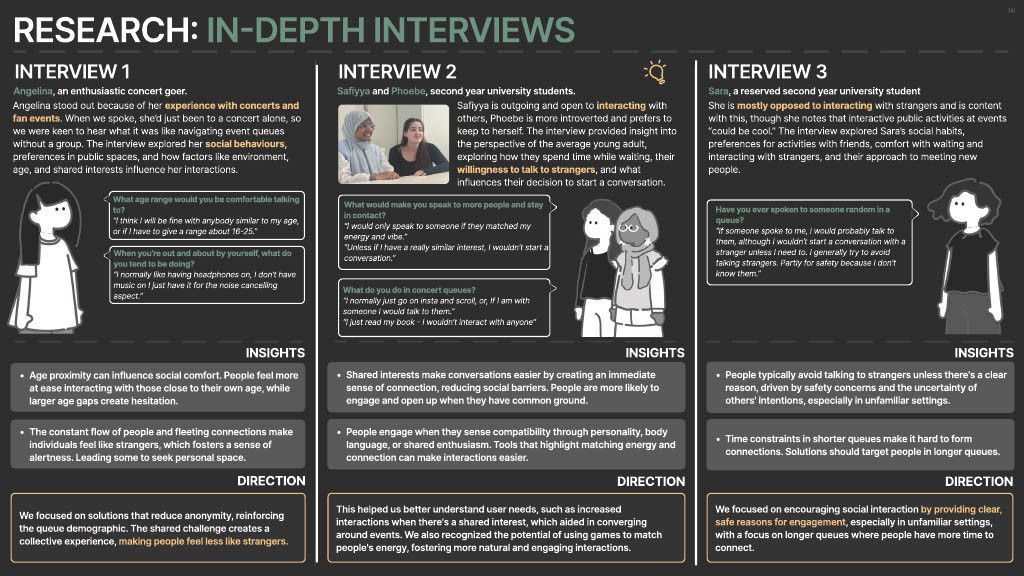 RESEARCH: IN-DEPTH INTERVIEWS
INTERVIEW 1
Angelina, an enthusiastic concert goer.
Angelina stood out because of her experience with concerts and
fan events. When we spoke, she'd just been to a concert alone, so
we were keen to hear what it was like navigating event queues
without a group. The interview explored her social behaviours,
preferences in public spaces, and how factors like environment,
age, and shared interests influence her interactions.
What age range would you be comfortable talking
to?
"I think I will be fine with anybody similar to my age,
or if I have to give a range about 16-25."
When you're out and about by yourself, what do
you tend to be doing?
"I normally like having headphones on, I don't have
music on I just have it for the noise cancelling
aspect."
INSIGHTS
• Age proximity can influence social comfort. People feel more
at ease interacting with those close to their own age, while
larger age gaps create hesitation.
• The constant flow of people and fleeting connections make
individuals feel like strangers, which fosters a sense of
alertness. Leading some to seek personal space.
DIRECTION
We focused on solutions that reduce anonymity, reinforcing
the queue demographic. The shared challenge creates a
collective experience, making people feel less like strangers.
INTERVIEW 2
Safiyya and Phoebe, second year university students.
Safiyya is outgoing and open to interacting with
others, Phoebe is more introverted and prefers to
keep to herself. The interview provided insight into
the perspective of the average young adult,
exploring how they spend time while waiting, their
willingness to talk to strangers, and what
influences their decision to start a conversation.
What would make you speak to more people and stay
in contact?
"I would only speak to someone if they matched my
energy and vibe."
"Unless if I have a really similar interest, I wouldn't start a
conversation."
What do you do in concert queues?
"I normally just go on insta and scroll, or, if I am with
someone I would talk to them."
"I just read my book - I wouldn't interact with anyone"
INSIGHTS
• Shared interests make conversations easier by creating an immediate
sense of connection, reducing social barriers. People are more likely to
engage and open up when they have common ground.
• People engage when they sense compatibility through personality, body
language, or shared enthusiasm. Tools that highlight matching energy and
connection can make interactions easier.
DIRECTION
This helped us better understand user needs, such as increased
interactions when there's a shared interest, which aided in converging
around events. We also recognized the potential of using games to match
people's energy, fostering more natural and engaging interactions.
INTERVIEW 3
Sara, a reserved second year university student
She is mostly opposed to interacting with strangers and is content
with this, though she notes that interactive public activities at events
"could be cool." The interview explored Sara's social habits,
preferences for activities with friends, comfort with waiting and
interacting with strangers, and their approach to meeting new
people.
Have you ever spoken to someone random in a
queue?
"If someone spoke to me, I would probably talk to
them, although I wouldn't start a conversation with a
stranger unless I need to. I generally try to avoid
talking strangers. Partly for safety because I don't
know them."
INSIGHTS
• People typically avoid talking to strangers unless there's a clear
reason, driven by safety concerns and the uncertainty of
others' intentions, especially in unfamiliar settings.
• Time constraints in shorter queues make it hard to form
connections. Solutions should target people in longer queues.
DIRECTION
We focused on encouraging social interaction by providing clear,
safe reasons for engagement, especially in unfamiliar settings,
with a focus on longer queues where people have more time to
connect.